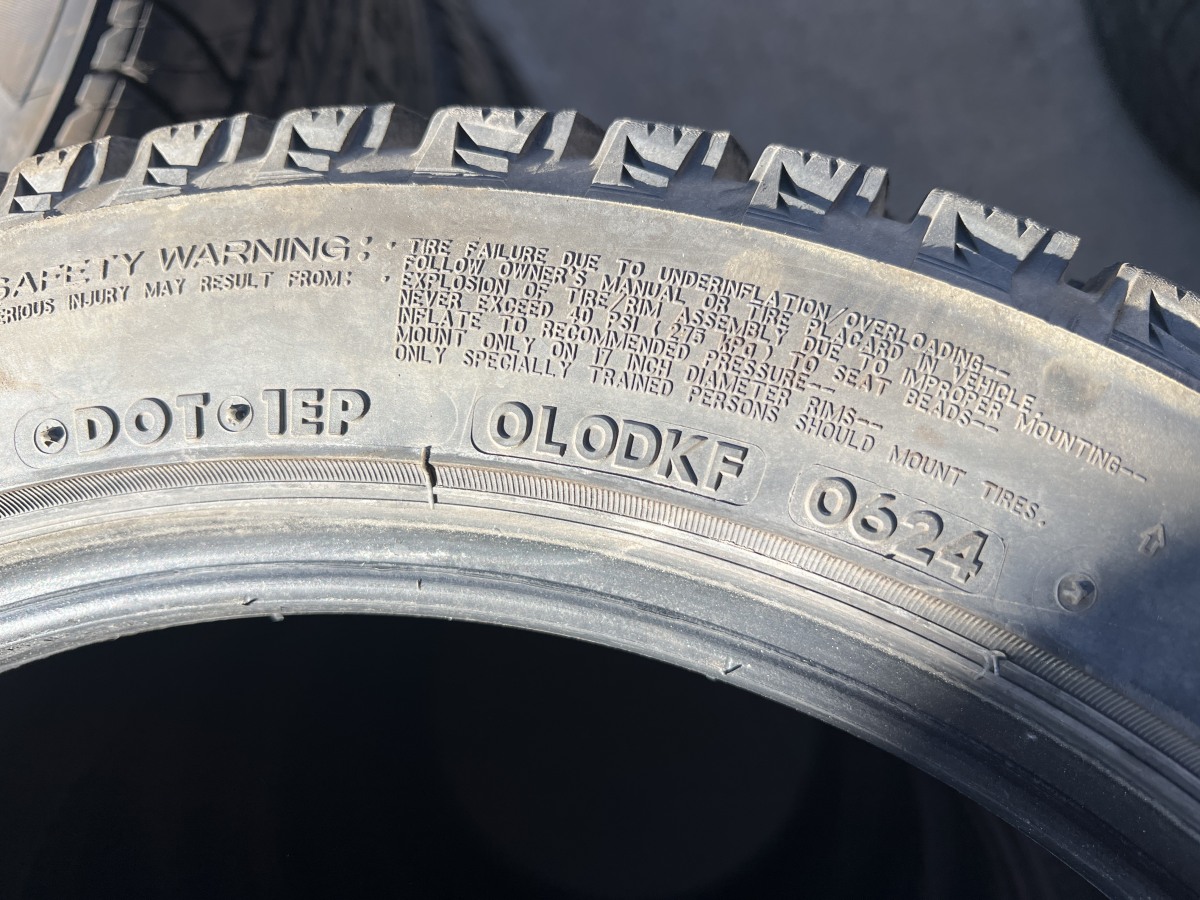 SAFETY WARNING:
SERIOUS INJURY MAY RESULT FROM:
TIRE FAILURE DUE TO UNDERINFLATION/OVERLOADING--
FOLLOW OWNER'S MANUAL OR TIRE PLACARD IN VEHICLE.
EXPLOSION OF TIRE/RIM ASSEMBLY DUE TO IMPROPER MOUNTING--
NEVER EXCEED 40 PSI (275 kPa) TO SEAT BEADS--
INFLATE TO RECOMMENDED PRESSURE--
MOUNT ONLY ON 17 INCH DIAMETER RIMS--
ONLY SPECIALLY TRAINED PERSONS SHOULD MOUNT TIRES.
DOT 1EP 0L0DKF 0624